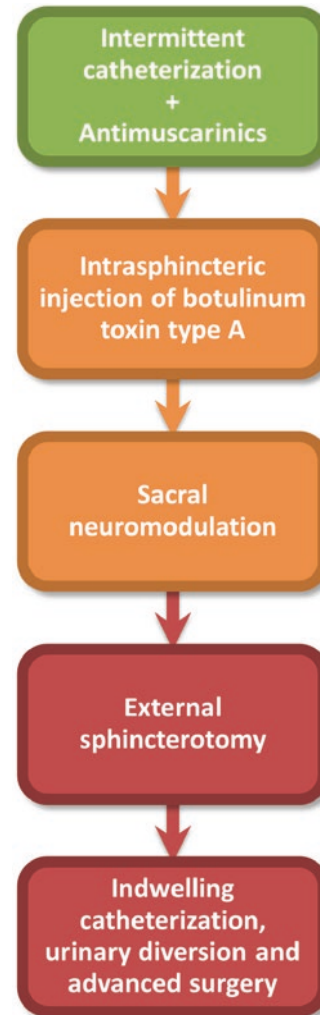 Intermittent
catheterization
+
Antimuscarinics
Intrasphincteric
injection of botulinum
toxin type A
Sacral
neuromodulation
External
sphincterotomy
Indwelling
catheterization,
urinary diversion and
advanced surgery